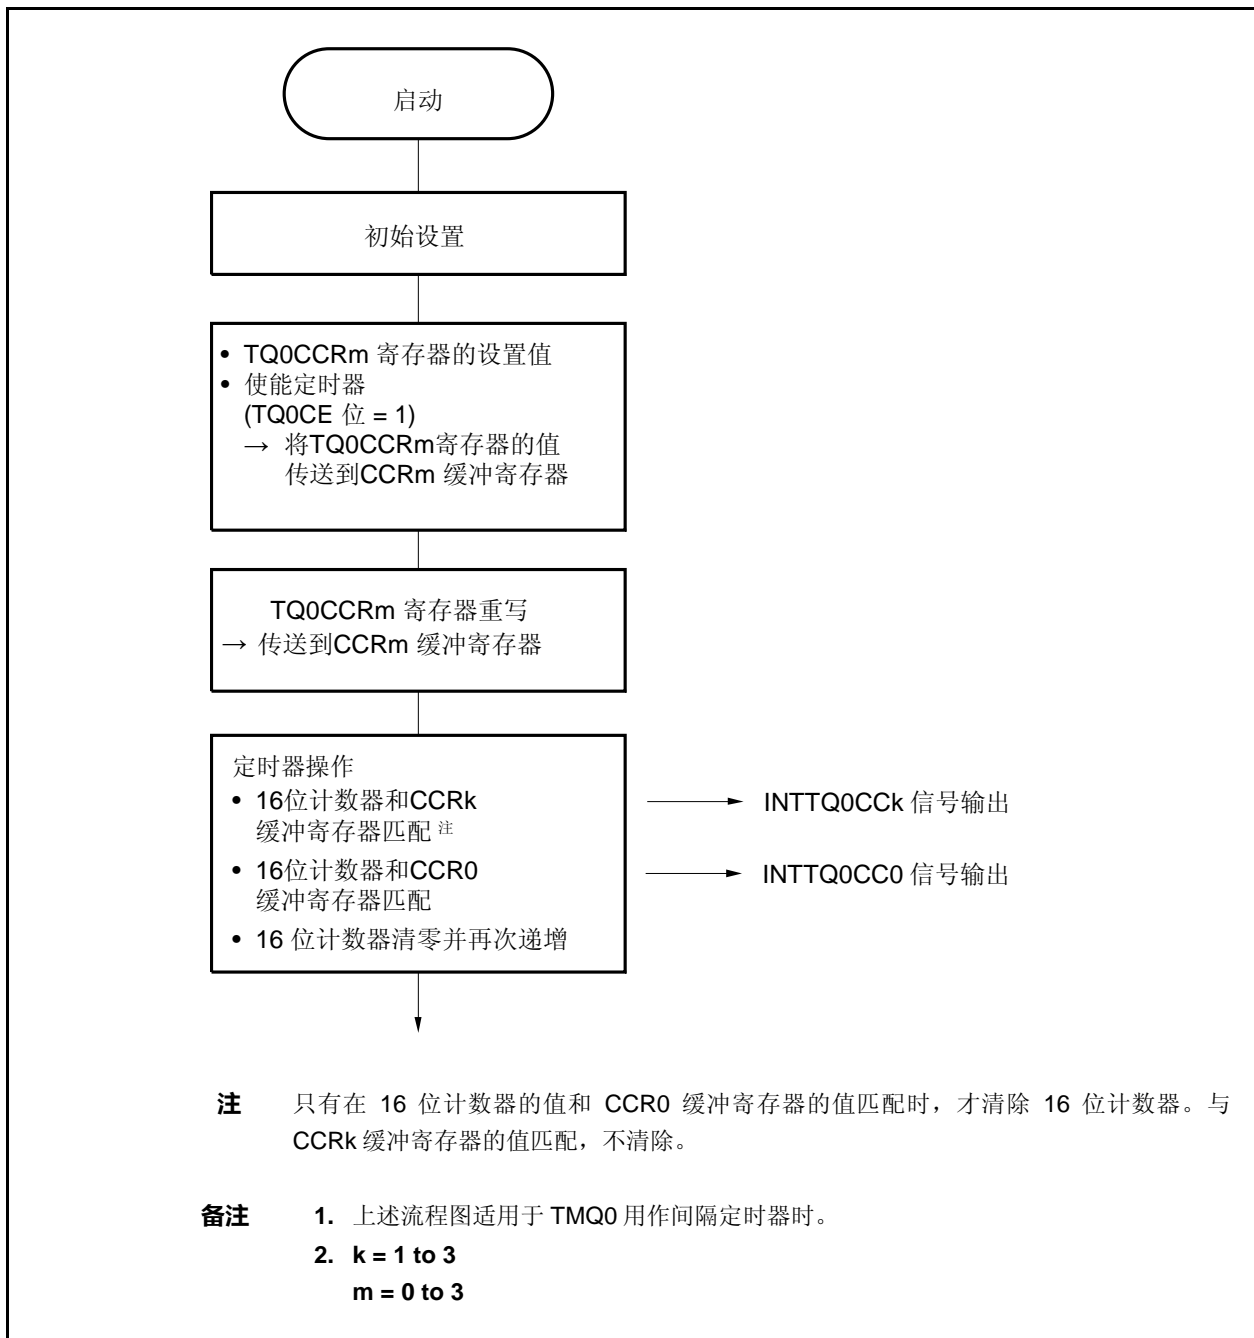 启动
初始设置
• TQ0CCRm 寄存器的设置值
• 使能定时器
(TQ0CE 位 = 1)
→ 将TQ0CCRm寄存器的值
传送到CCRm 缓冲寄存器
TQ0CCRm 寄存器重写
→ 传送到CCRm 缓冲寄存器
定时器操作
• 16位计数器和CCRk
缓冲寄存器匹配 注
INTTQ0CCk 信号输出
• 16位计数器和CCR0
缓冲寄存器匹配
INTTQ0CC0 信号输出
• 16 位计数器清零并再次递增
注 只有在 16 位计数器的值和 CCR0 缓冲寄存器的值匹配时，才清除 16 位计数器。与
CCRk 缓冲寄存器的值匹配，不清除。
备注 1. 上述流程图适用于 TMQ0 用作间隔定时器时。
2. k = 1 to 3
m = 0 to 3